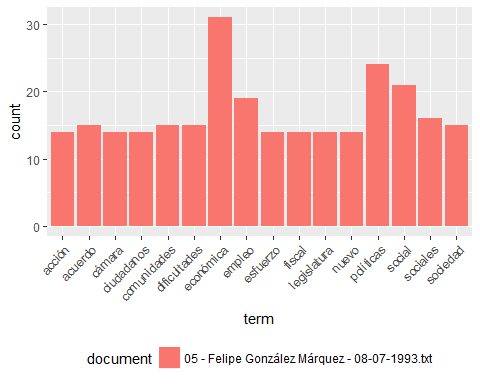 30
20
10
0
count
acción
acuerdo
cámara
ciudadanos
comunidades
dificultades
económica
empleo
esfuerzo
fiscal
legislatura
nuevo
políticas
social
sociales
sociedad
term
document 05 - Felipe González Márquez - 08-07-1993.txt